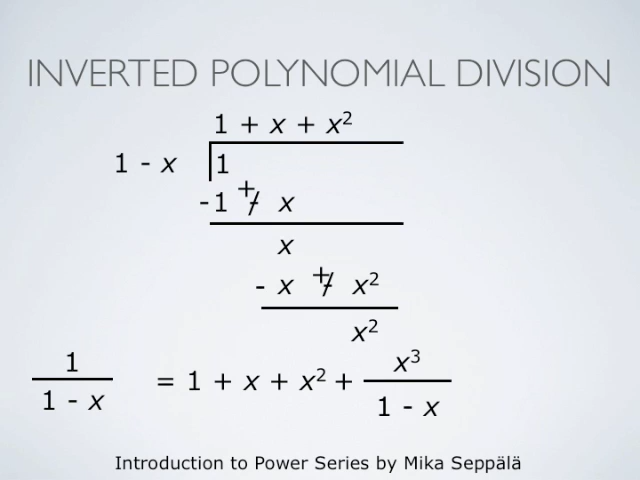 INVERTED POLYNOMIAL DIVISION
1 + x + x²
1 - x 1
-1 + x
x
- x + x²
x²
1 / (1 - x) = 1 + x + x² + x³ / (1 - x)
Introduction to Power Series by Mika Seppälä